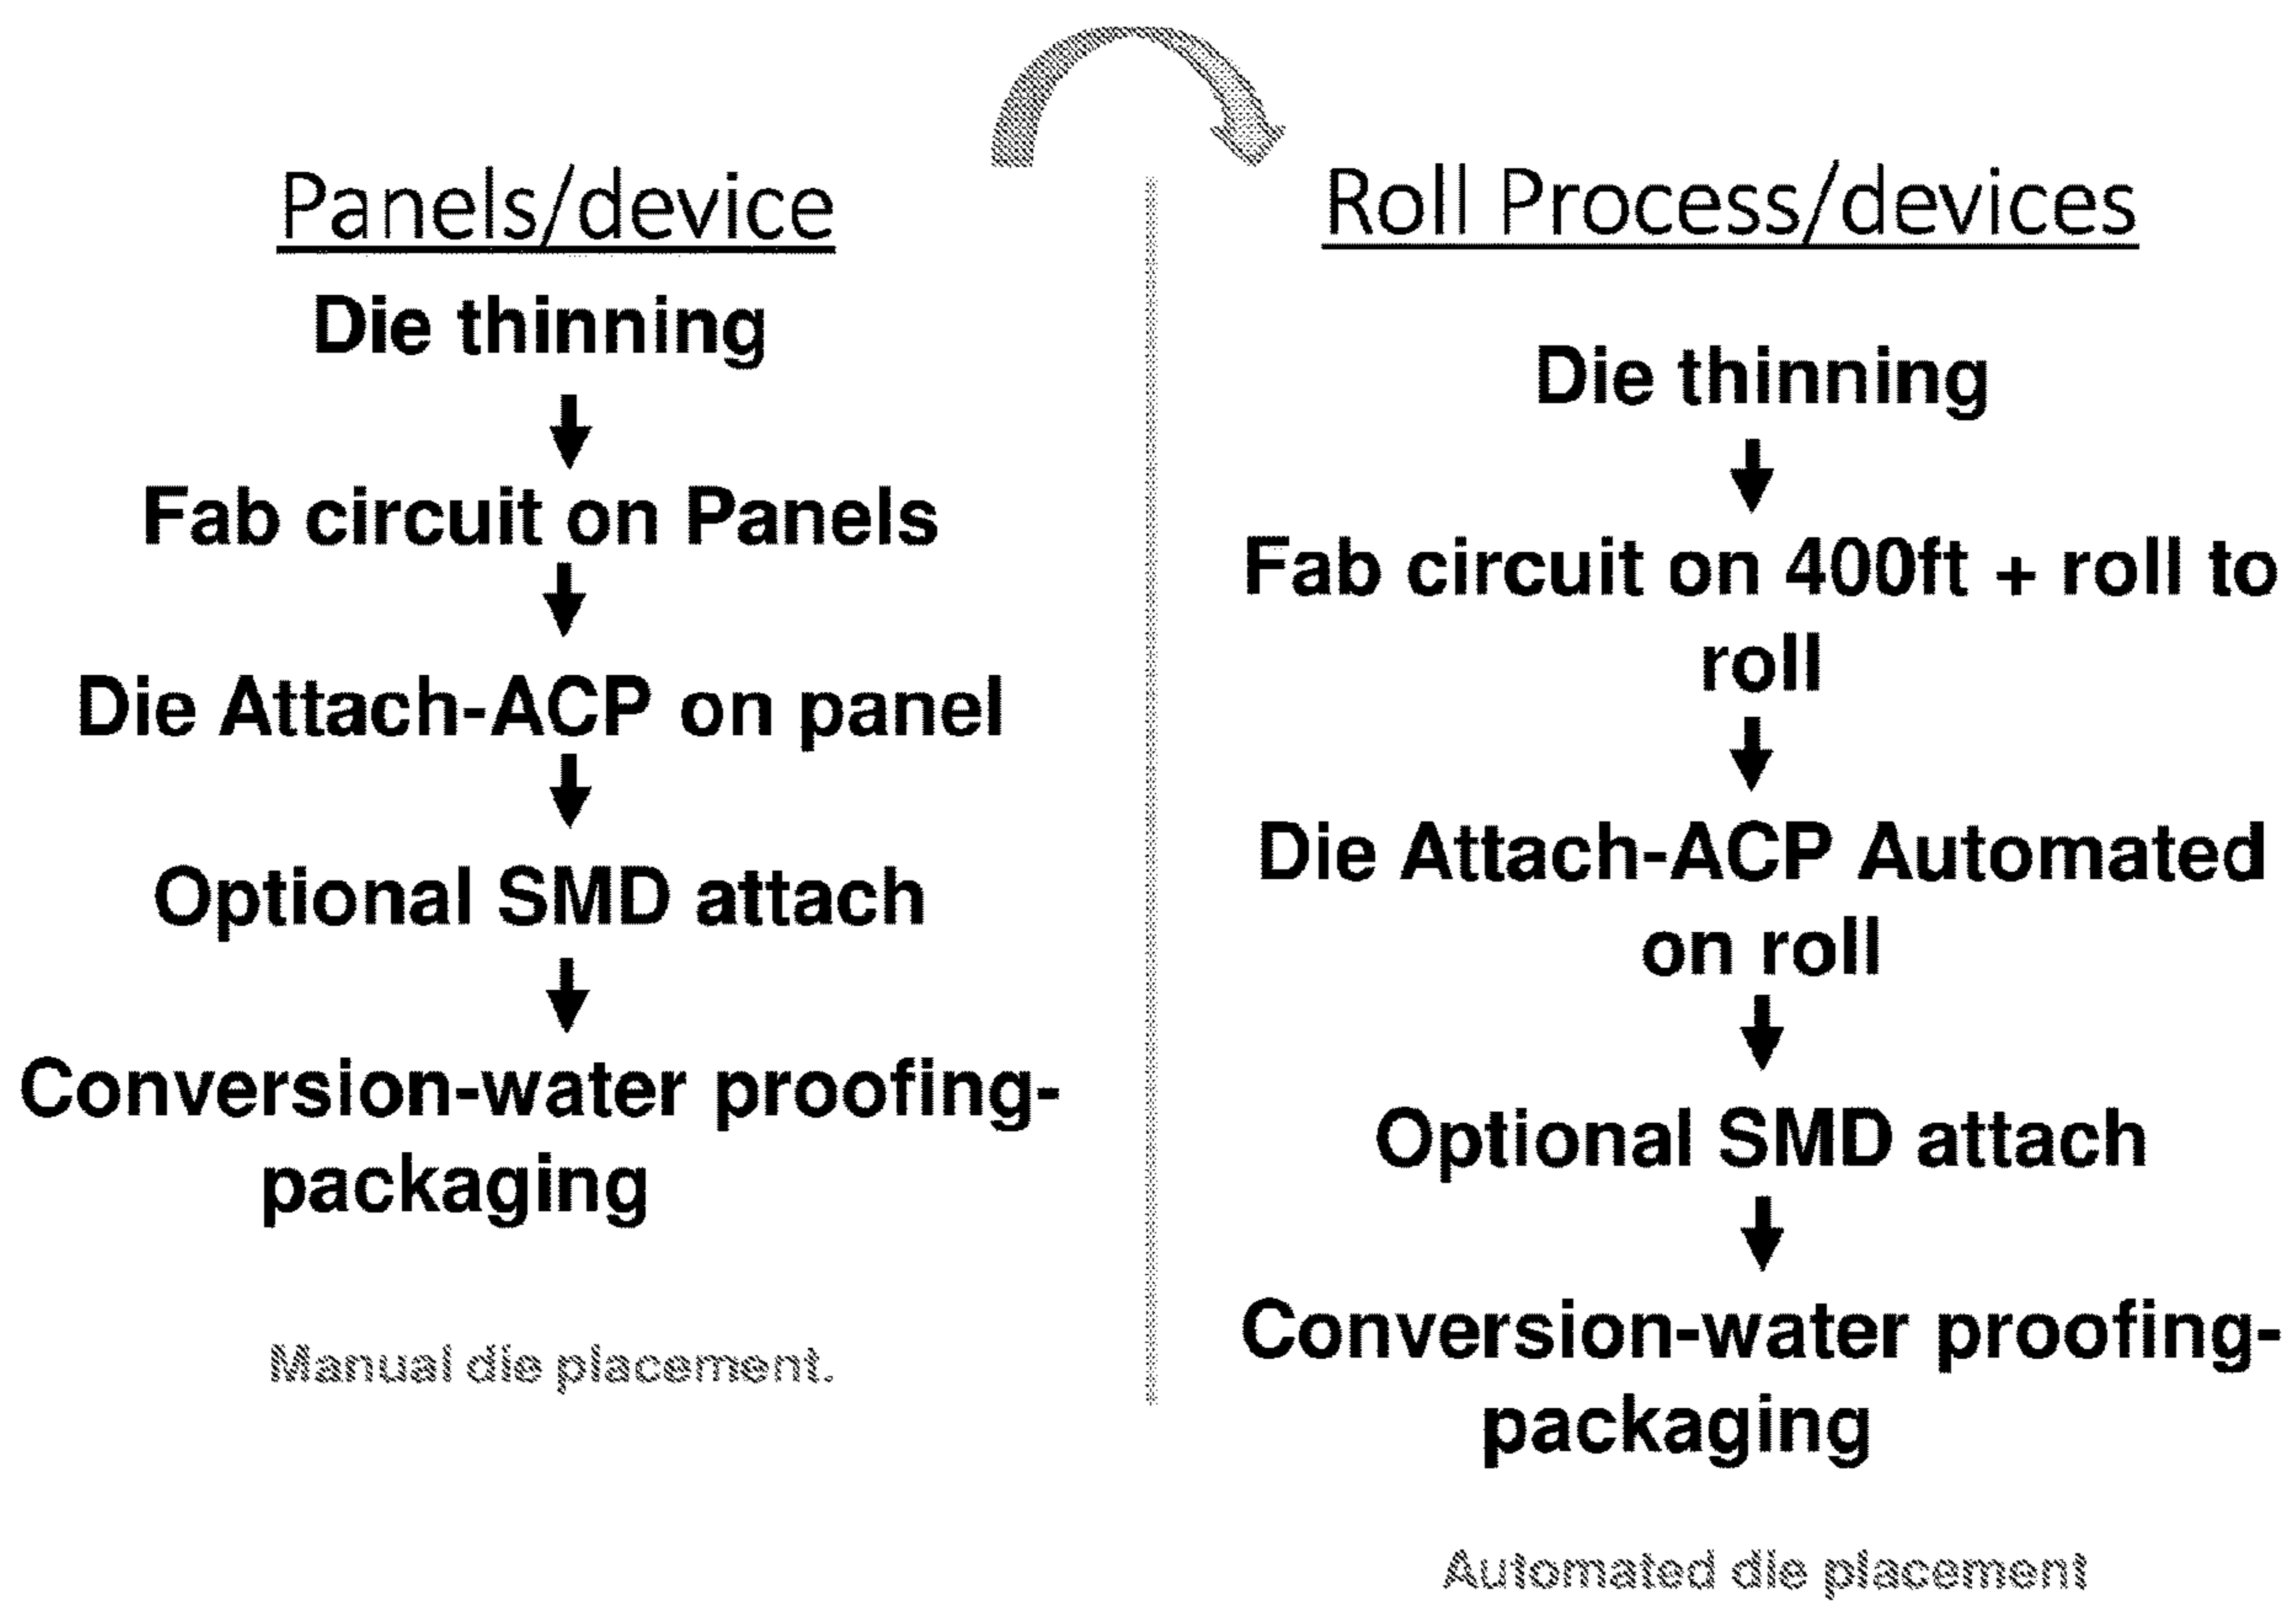 Panels/device
Die thinning
Fab circuit on Panels
Die Attach-ACP on panel
Optional SMD attach
Conversion-water proofing-
packaging
Manual die placement.
Roll Process/devices
Die thinning
Fab circuit on 400ft + roll to
roll
Die Attach-ACP Automated
on roll
Optional SMD attach
Conversion-water proofing-
packaging
Automated die placement